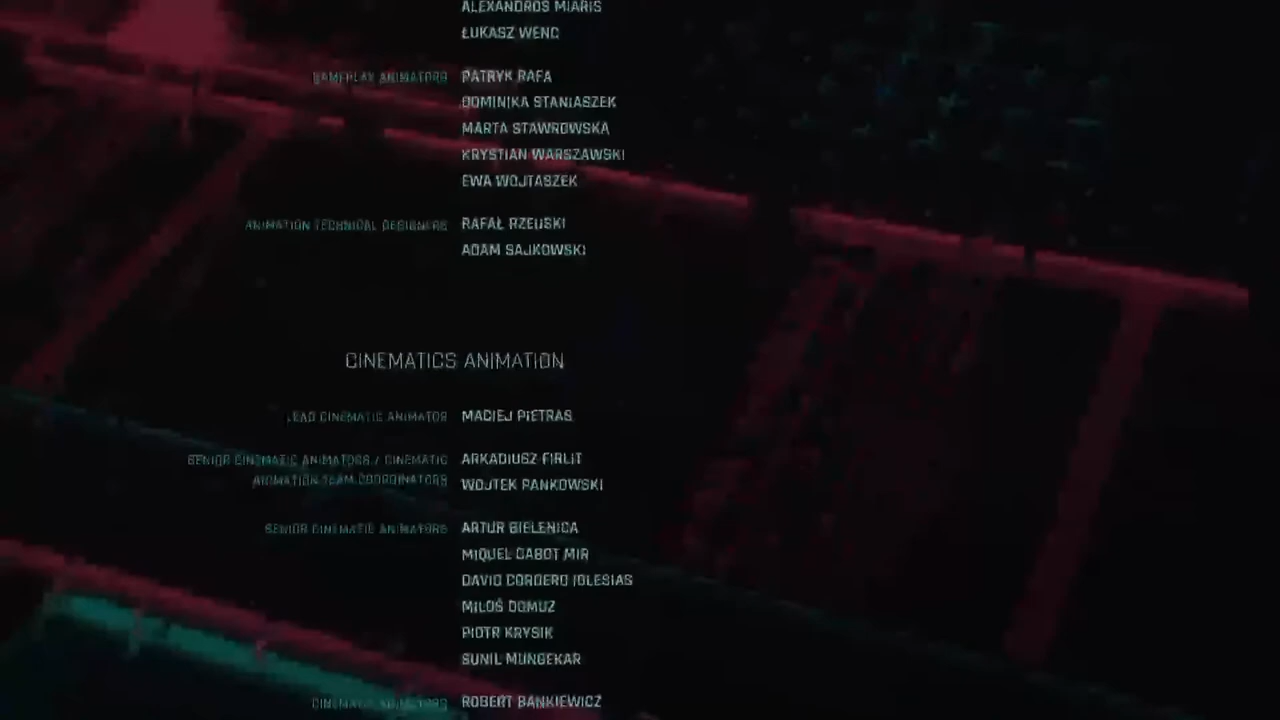 ALEXANDROS MIARIS
ŁUKASZ WENC
GAMEPLAY ANIMATORS PATRYK RAFA
DOMINIKA STANIASZEK
MARTA STAWROWSKA
KRYSTIAN WARSZAWSKI
EWA WOJTASZEK
ANIMATION TECHNICAL DESIGNERS RAFAŁ RZEUSKI
ADAM SAJKOWSKI
CINEMATICS ANIMATION
LEAD CINEMATIC ANIMATOR MACIEJ PIETRAS
SENIOR CINEMATIC ANIMATORS / CINEMATIC ARKADIUSZ FIRLIT
ANIMATION TEAM COORDINATORS WOJTEK PANKOWSKI
SENIOR CINEMATIC ANIMATORS ARTUR BIELENICA
MIQUEL GABOT MIR
DAVID CORDERO IGLESIAS
MILOŠ DOMUZ
PIOTR KRYSIK
SUNIL MUNGEKAR
CINEMATIC ANIMATORS ROBERT BANKIEWICZ